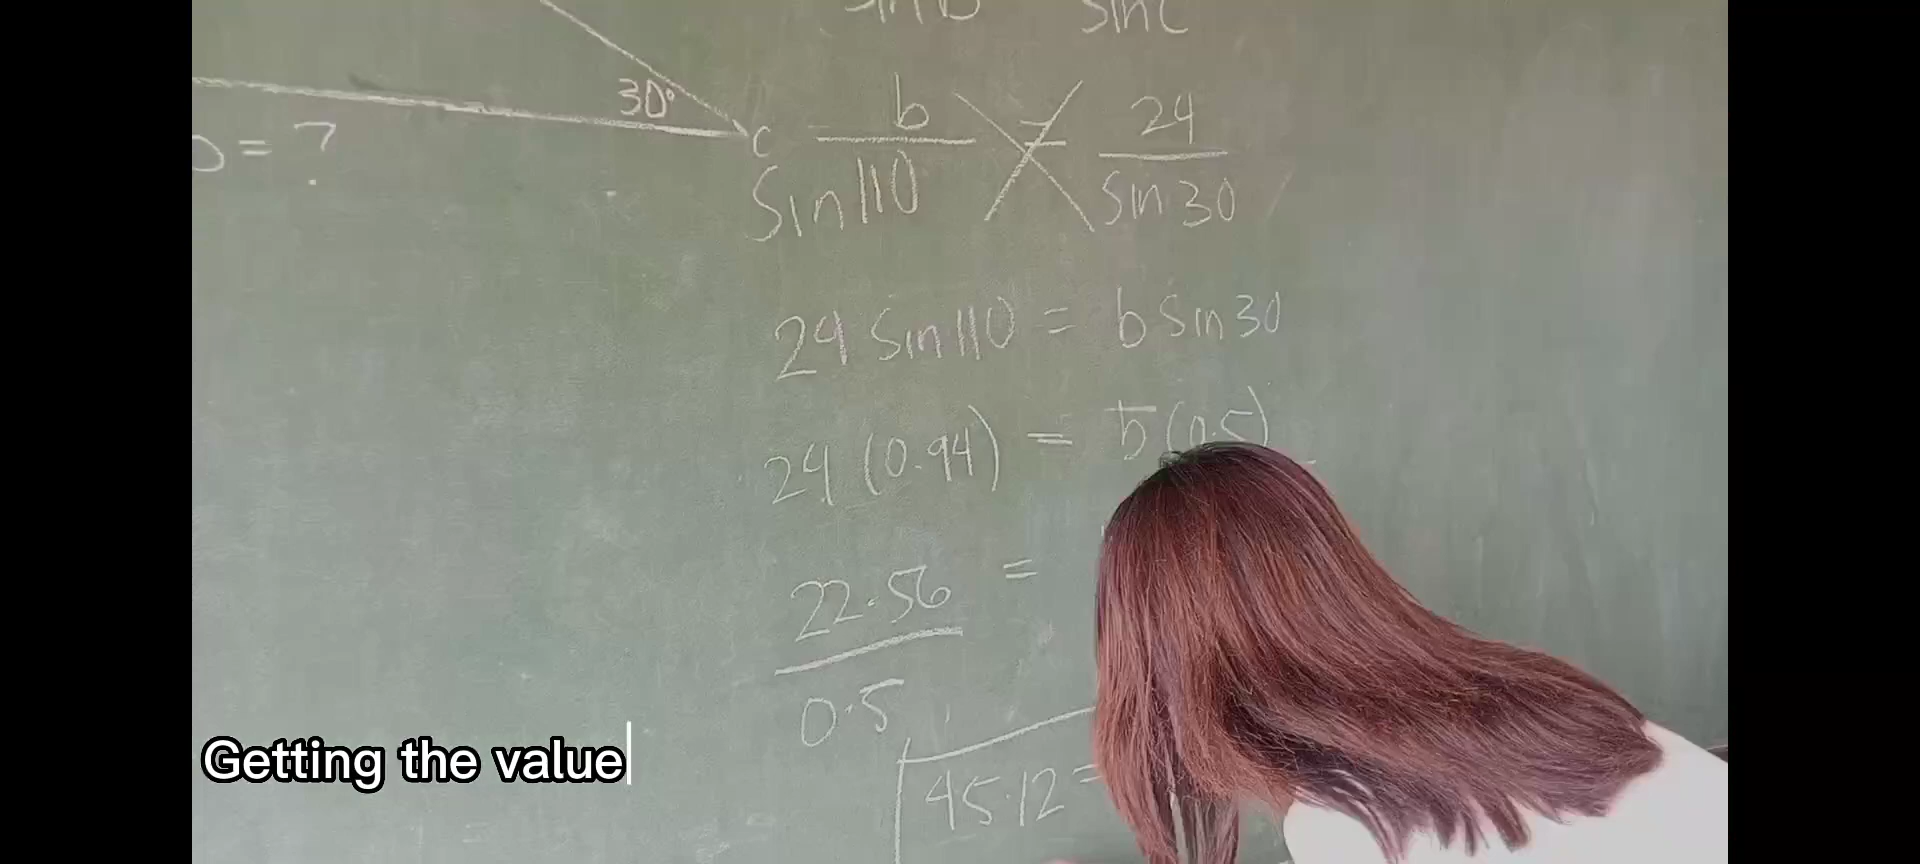 sinB sinC
30°
C
b = ?
b = 24
sin110 sin30
24 sin110 = b sin30
24 (0.94) = b (0.5)
22.56 =
0.5
45.12 =
Getting the value